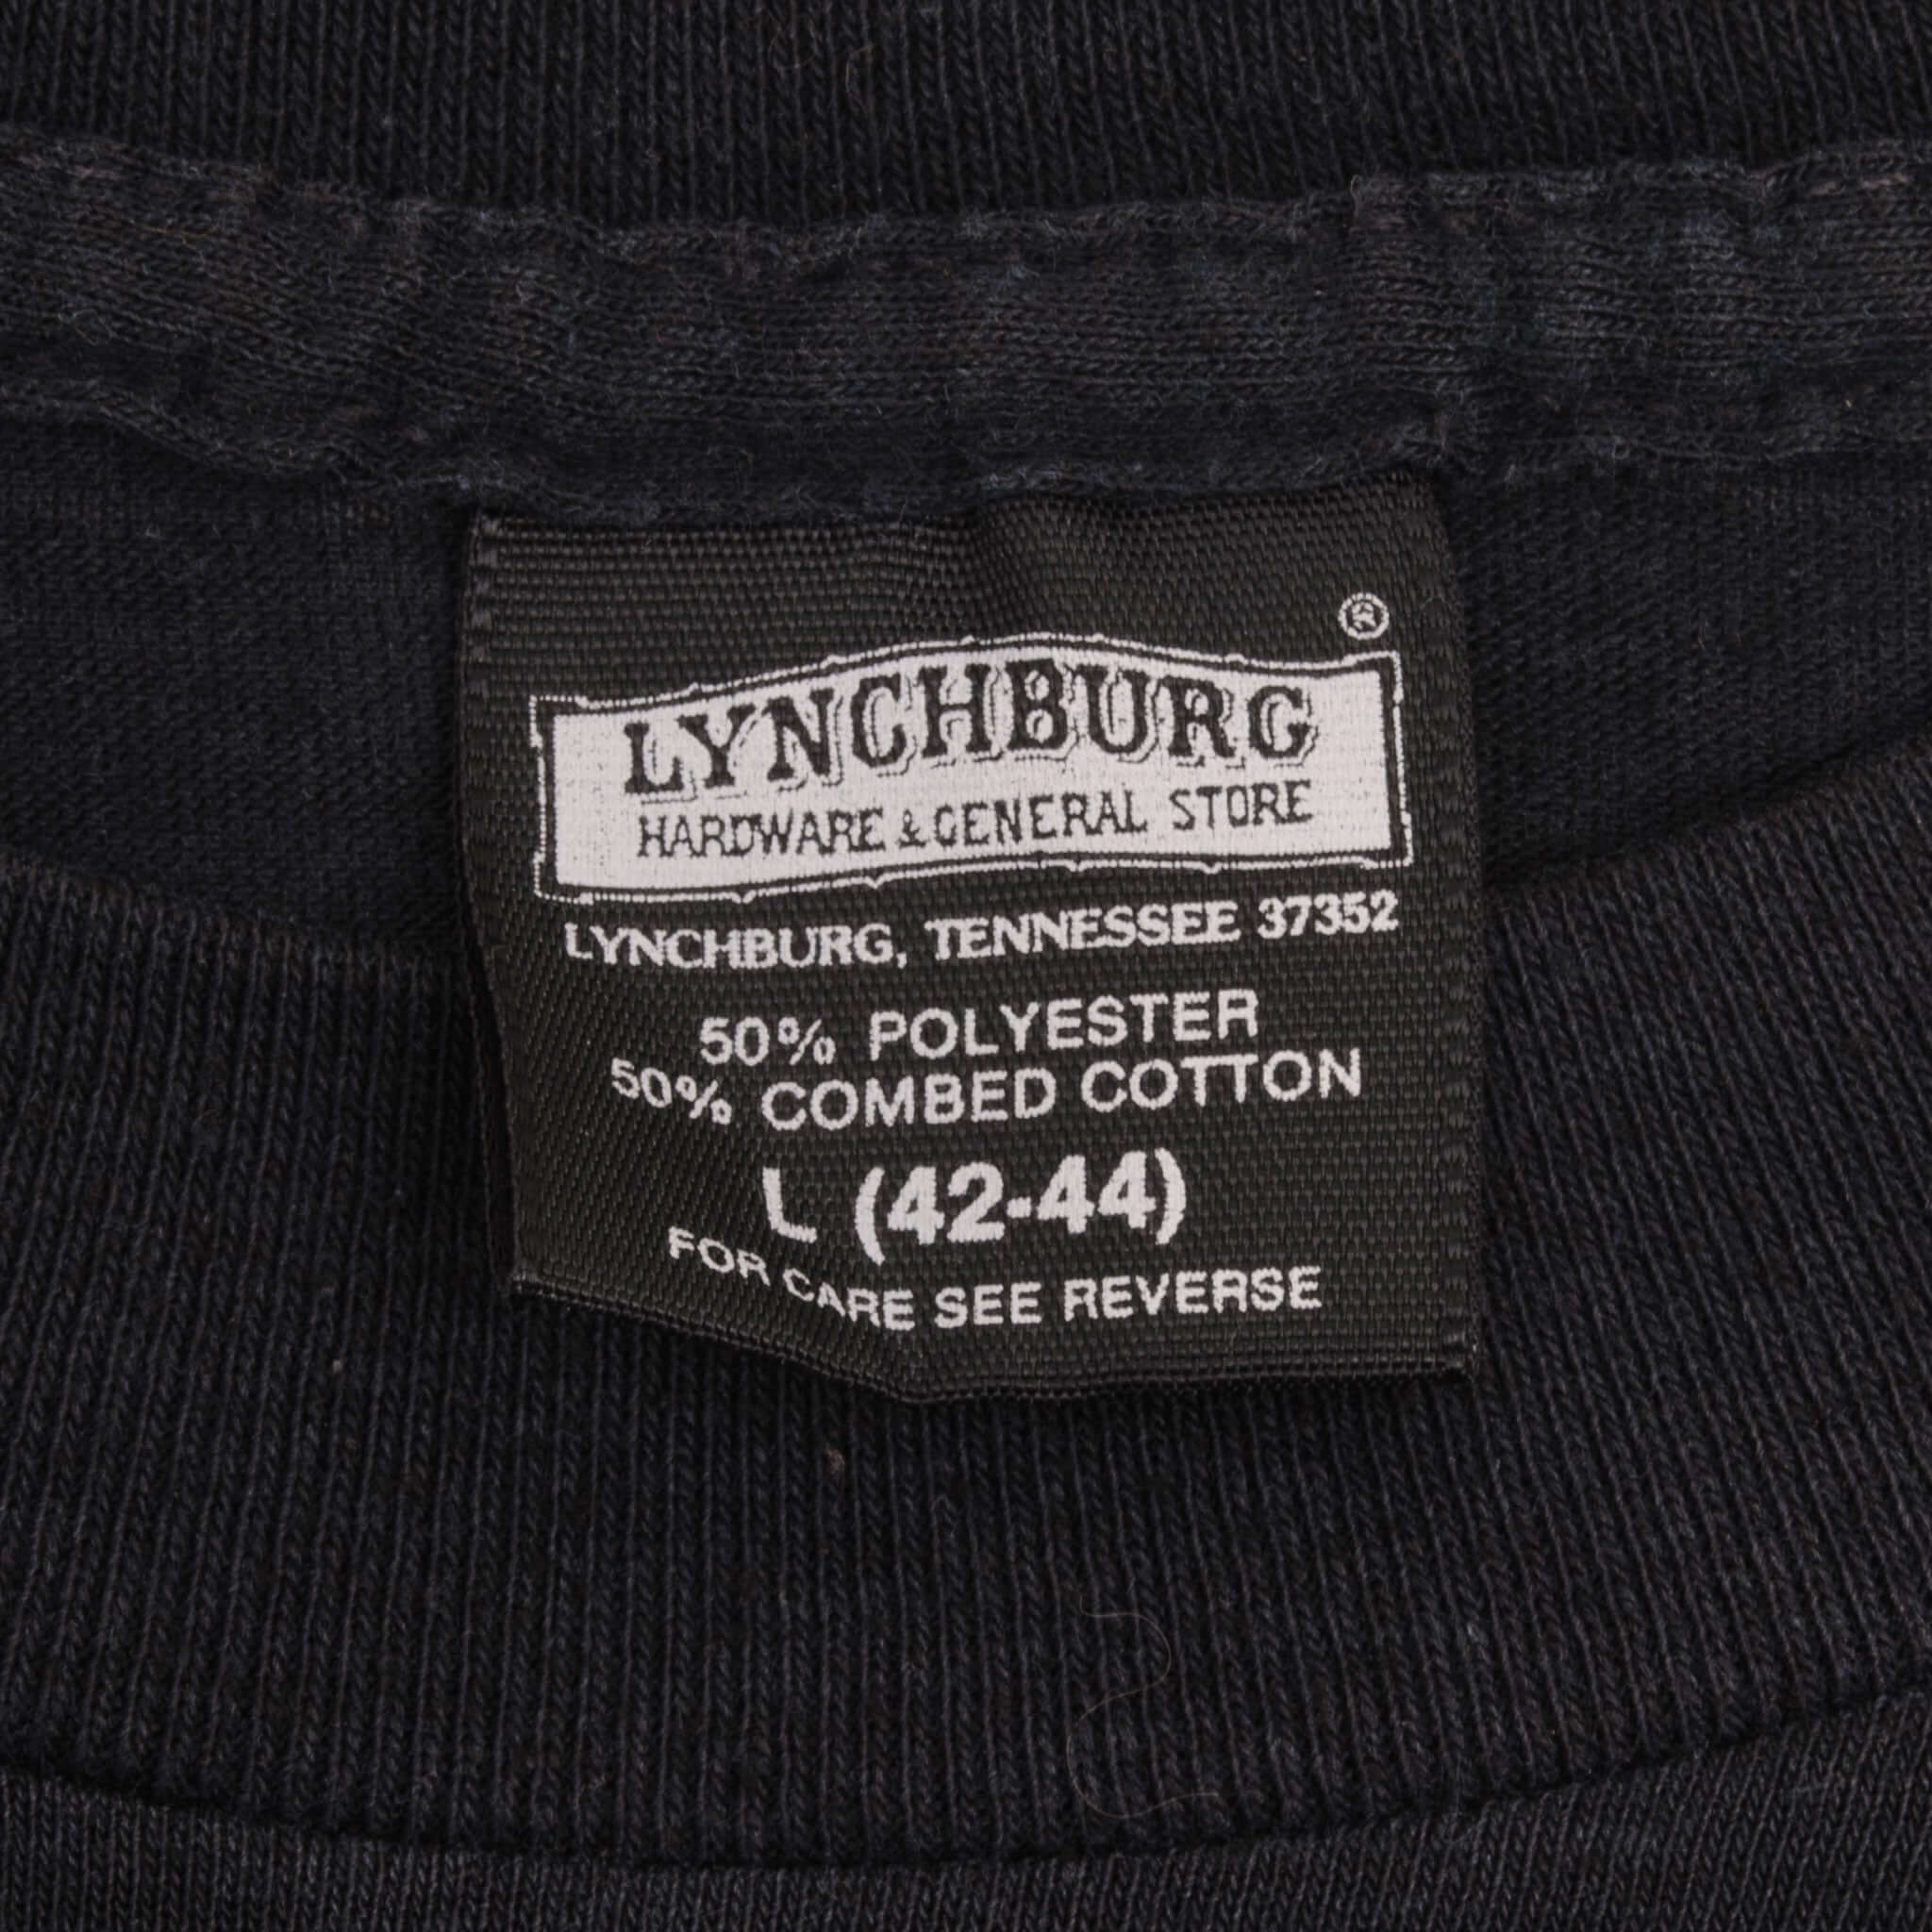 ®
LYNCHBURG
HARDWARE & GENERAL STORE
LYNCHBURG, TENNESSEE 37352
50% POLYESTER
50% COMBED COTTON
L (42-44)
FOR CARE SEE REVERSE